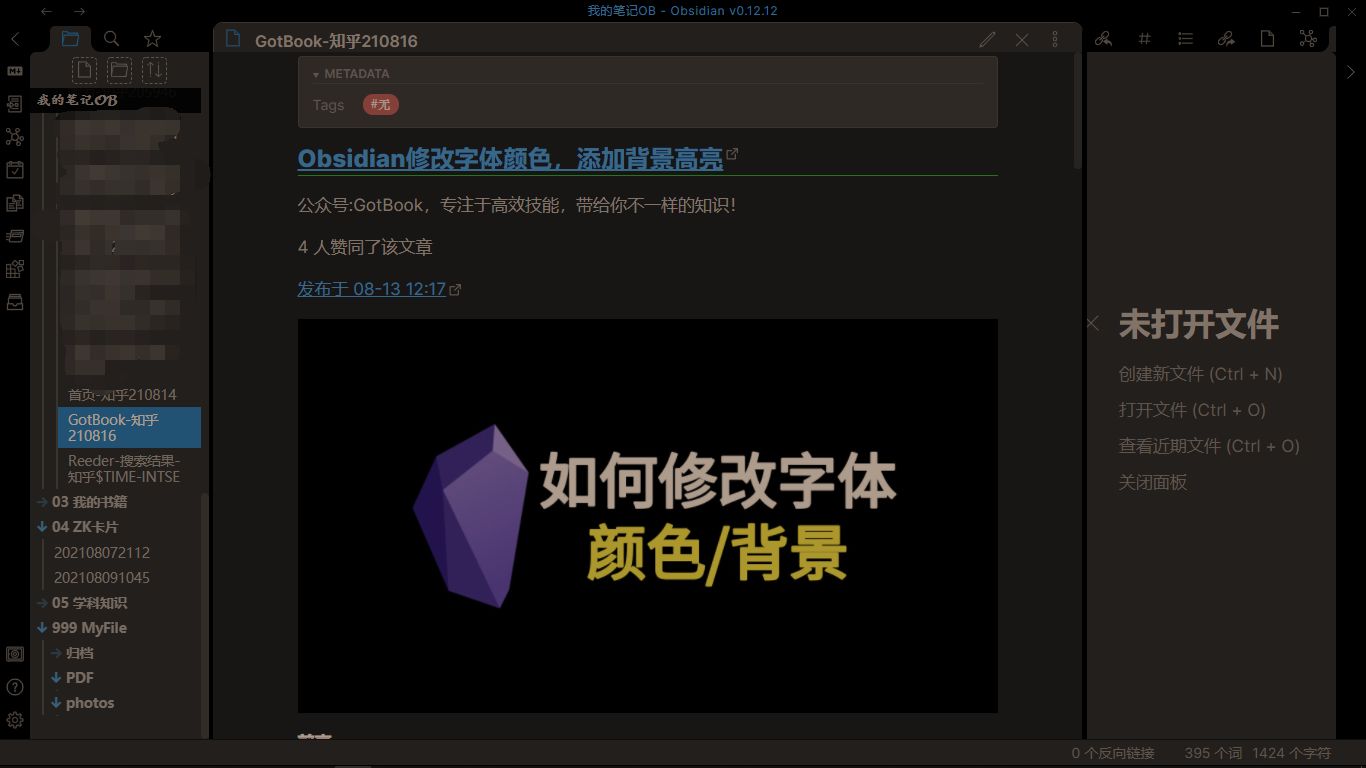 我的笔记OB - Obsidian v0.12.12
GotBook-知乎210816
我的笔记OB
首页-知乎210814
GotBook-知乎
210816
Reeder-搜索结果-
知乎$TIME-INTSE
03 我的书籍
04 ZK卡片
202108072112
202108091045
05 学科知识
999 MyFile
归档
PDF
photos
METADATA
Tags #无
Obsidian修改字体颜色，添加背景高亮
公众号:GotBook，专注于高效技能，带给你不一样的知识！
4 人赞同了该文章
发布于 08-13 12:17
如何修改字体
颜色/背景
未打开文件
创建新文件 (Ctrl + N)
打开文件 (Ctrl + O)
查看近期文件 (Ctrl + O)
关闭面板
0 个反向链接 395 个词 1424 个字符